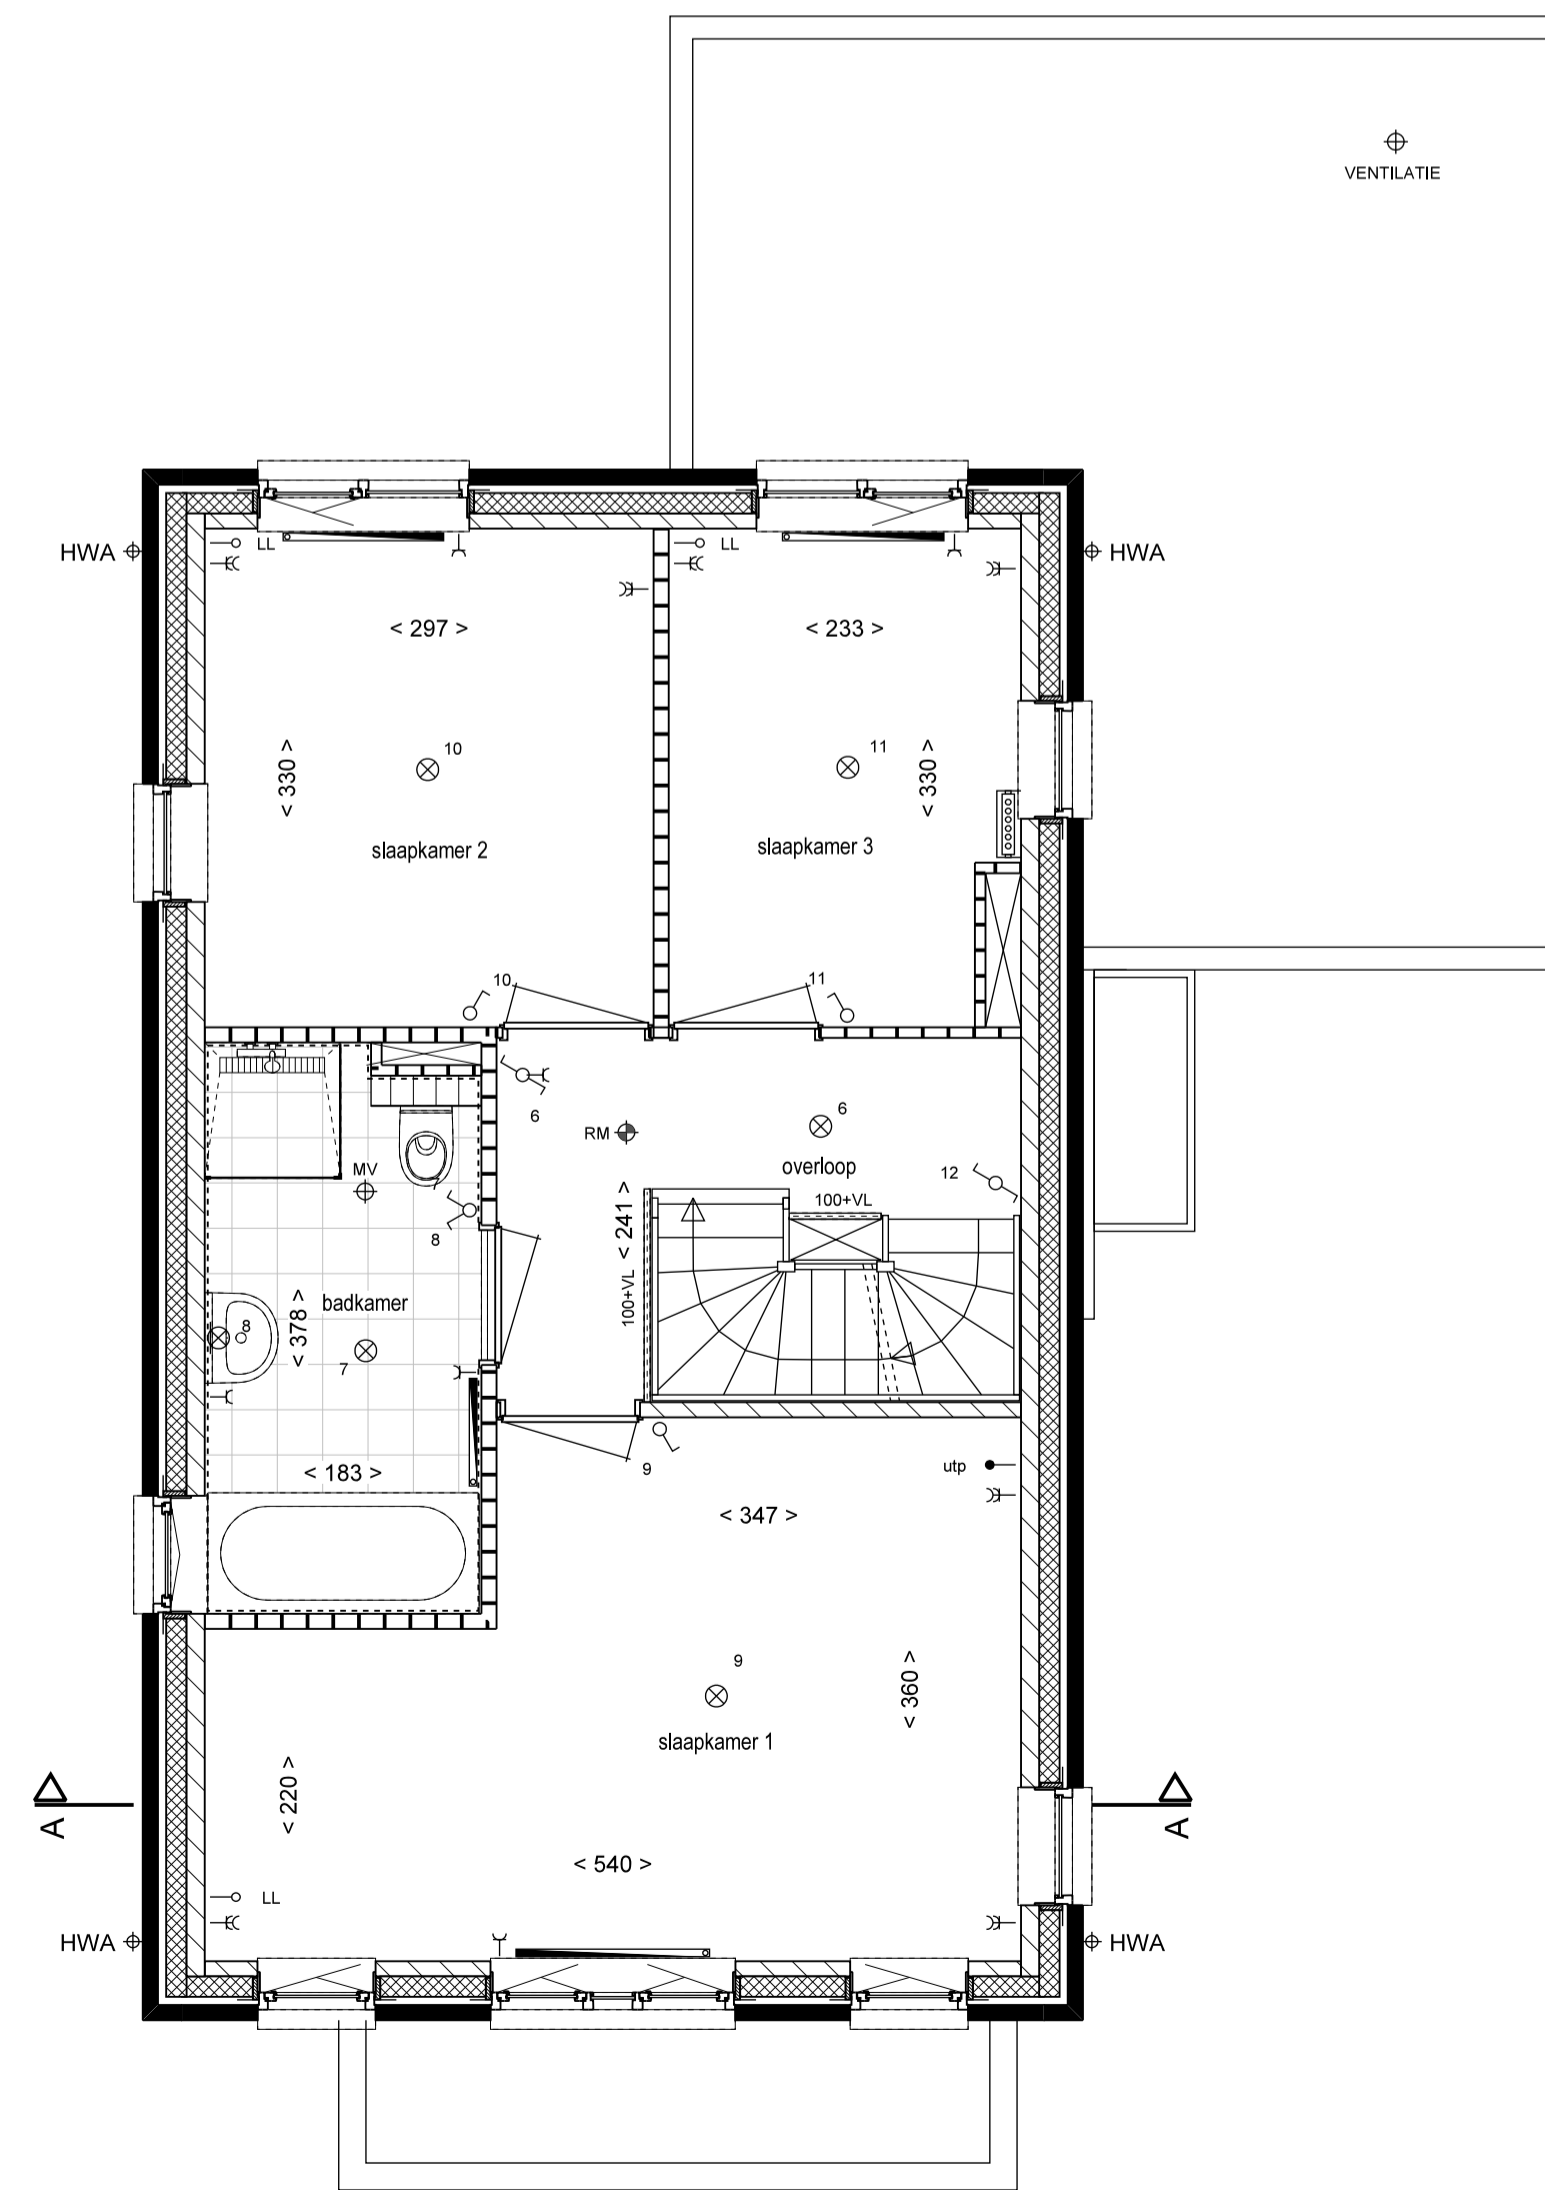 VENTILATIE
HWA
LL
LL
HWA
< 297 >
< 233 >
< 330 >
10
11
< 330 >
slaapkamer 2
slaapkamer 3
10
11
6
6
RM
overloop
12
MV
7
100+VL
8
< 241 >
100+VL
badkamer
< 378 >
8
7
< 183 >
9
utp
< 347 >
9
slaapkamer 1
< 360 >
< 220 >
A
A
< 540 >
LL
HWA
HWA